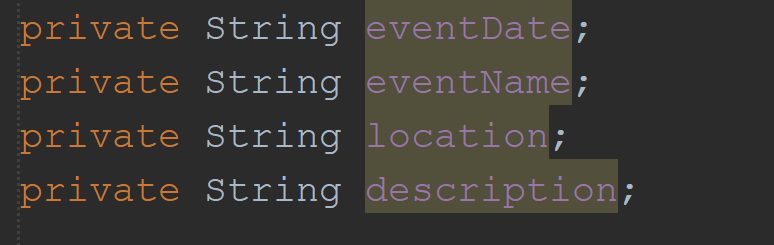 private String eventDate;
private String eventName;
private String location;
private String description;